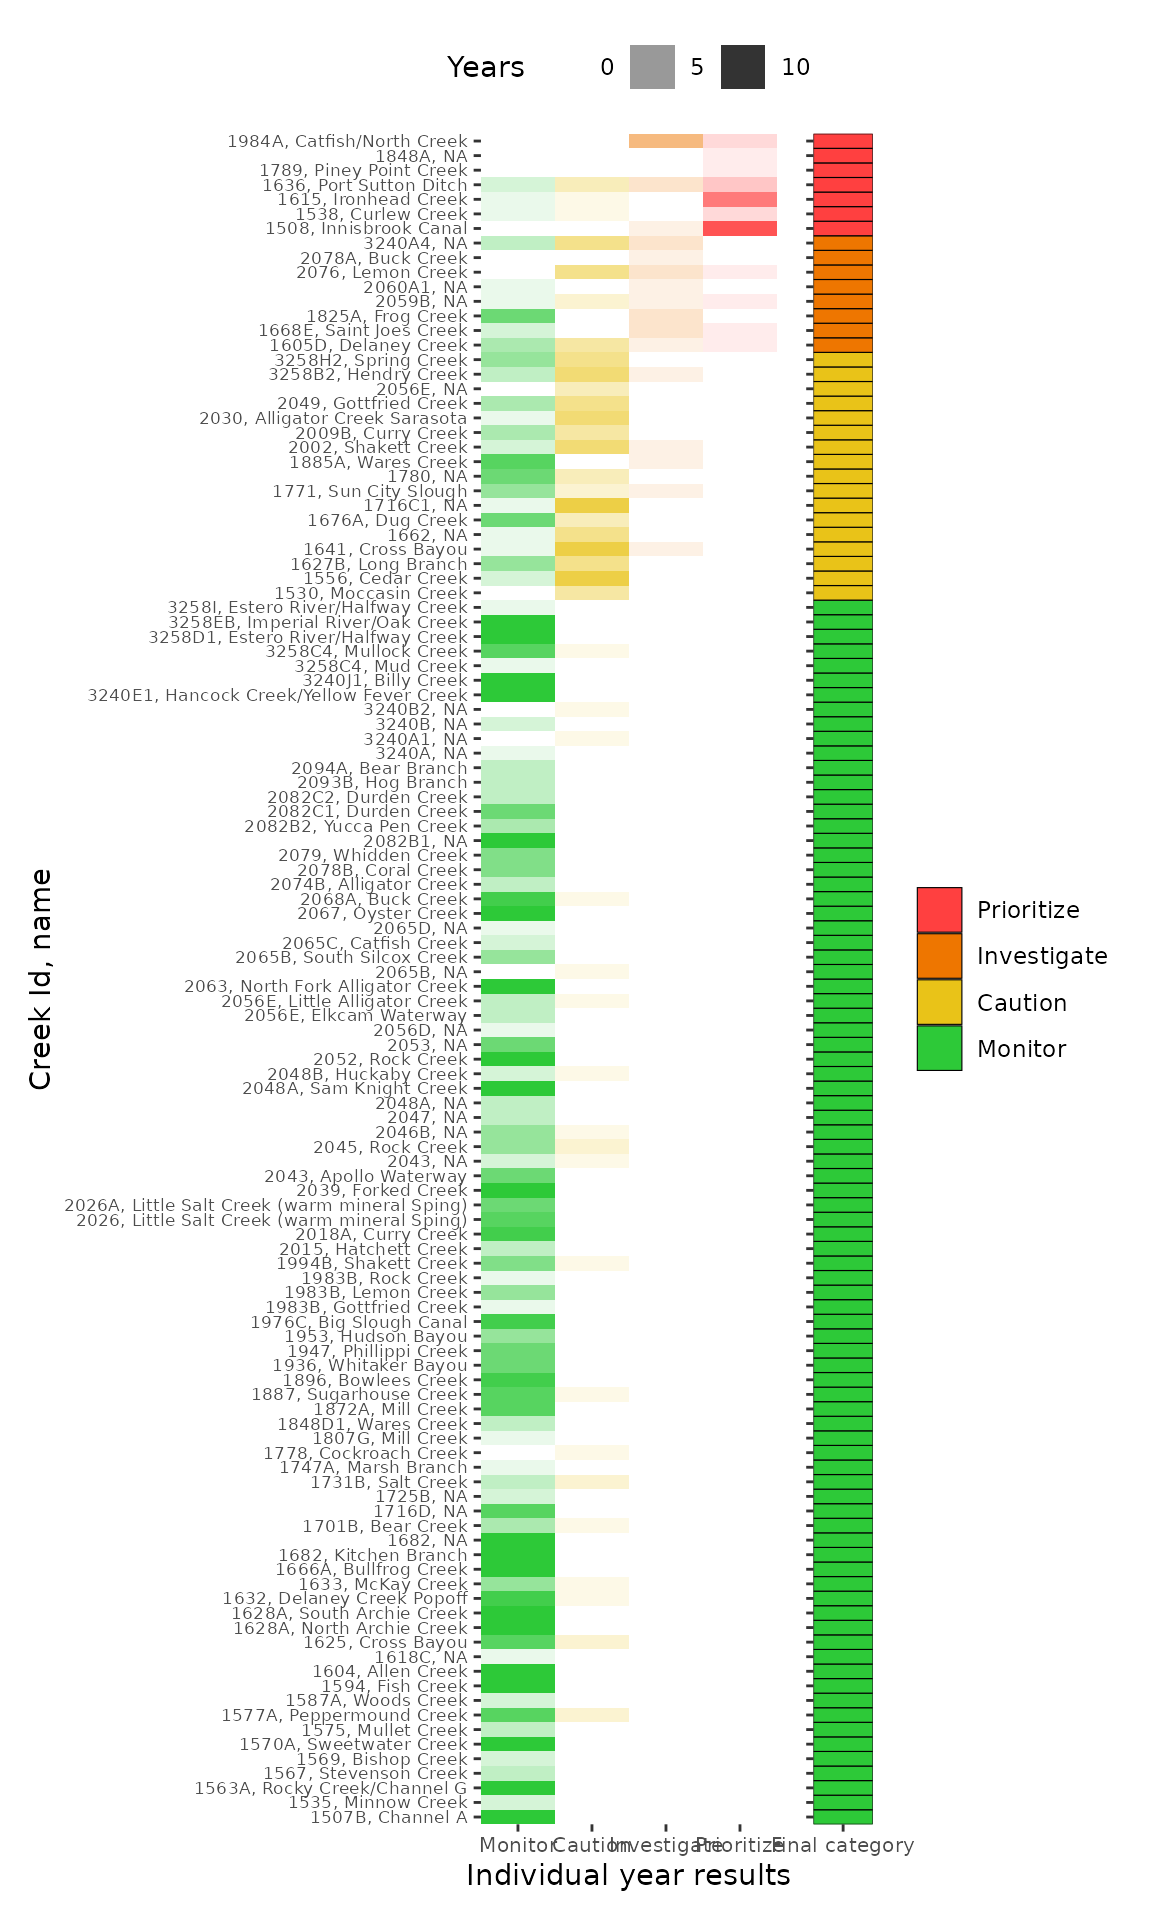 Years 0 5 10
1984A, Catfish/North Creek
1848A, NA
1789, Piney Point Creek
1636, Port Sutton Ditch
1615, Ironhead Creek
1538, Curlew Creek
1508, Innisbrook Canal
3240A4, NA
2078A, Buck Creek
2076, Lemon Creek
2060A1, NA
2059B, NA
1825A, Frog Creek
1668E, Saint Joes Creek
1605D, Delaney Creek
3258H2, Spring Creek
3258B2, Hendry Creek
2056E, NA
2049, Gottfried Creek
2030, Alligator Creek Sarasota
2009B, Curry Creek
2002, Shakett Creek
1885A, Wares Creek
1780, NA
1771, Sun City Slough
1716C1, NA
1676A, Dug Creek
1662, NA
1641, Cross Bayou
1627B, Long Branch
1556, Cedar Creek
1530, Moccasin Creek
3258I, Estero River/Halfway Creek
3258EB, Imperial River/Oak Creek
3258D1, Estero River/Halfway Creek
3258C4, Mullock Creek
3258C4, Mud Creek
3240J1, Billy Creek
3240E1, Hancock Creek/Yellow Fever Creek
3240B2, NA
3240B, NA
3240A1, NA
3240A, NA
2094A, Bear Branch
2093B, Hog Branch
2082C2, Durden Creek
2082C1, Durden Creek
2082B2, Yucca Pen Creek
2082B1, NA
2079, Whidden Creek
2078B, Coral Creek
2074B, Alligator Creek
2068A, Buck Creek
2067, Oyster Creek
2065D, NA
2065C, Catfish Creek
2065B, South Silcox Creek
2065B, NA
2063, North Fork Alligator Creek
2056E, Little Alligator Creek
2056E, Elkcam Waterway
2056D, NA
2053, NA
2052, Rock Creek
2048B, Huckaby Creek
2048A, Sam Knight Creek
2048A, NA
2047, NA
2046B, NA
2045, Rock Creek
2043, NA
2043, Apollo Waterway
2039, Forked Creek
2026A, Little Salt Creek (warm mineral Sping)
2026, Little Salt Creek (warm mineral Sping)
2018A, Curry Creek
2015, Hatchett Creek
1994B, Shakett Creek
1983B, Rock Creek
1983B, Lemon Creek
1983B, Gottfried Creek
1976C, Big Slough Canal
1953, Hudson Bayou
1947, Phillippi Creek
1936, Whitaker Bayou
1896, Bowlees Creek
1887, Sugarhouse Creek
1872A, Mill Creek
1848D1, Wares Creek
1807G, Mill Creek
1778, Cockroach Creek
1747A, Marsh Branch
1731B, Salt Creek
1725B, NA
1716D, NA
1701B, Bear Creek
1682, NA
1682, Kitchen Branch
1666A, Bullfrog Creek
1633, McKay Creek
1632, Delaney Creek Popoff
1628A, South Archie Creek
1628A, North Archie Creek
1625, Cross Bayou
1618C, NA
1604, Allen Creek
1594, Fish Creek
1587A, Woods Creek
1577A, Peppermound Creek
1575, Mullet Creek
1570A, Sweetwater Creek
1569, Bishop Creek
1567, Stevenson Creek
1563A, Rocky Creek/Channel G
1535, Minnow Creek
1507B, Channel A
Creek Id, name
Monitor Caution Investigate Prioritize Final category
Individual year results
Prioritize
Investigate
Caution
Monitor